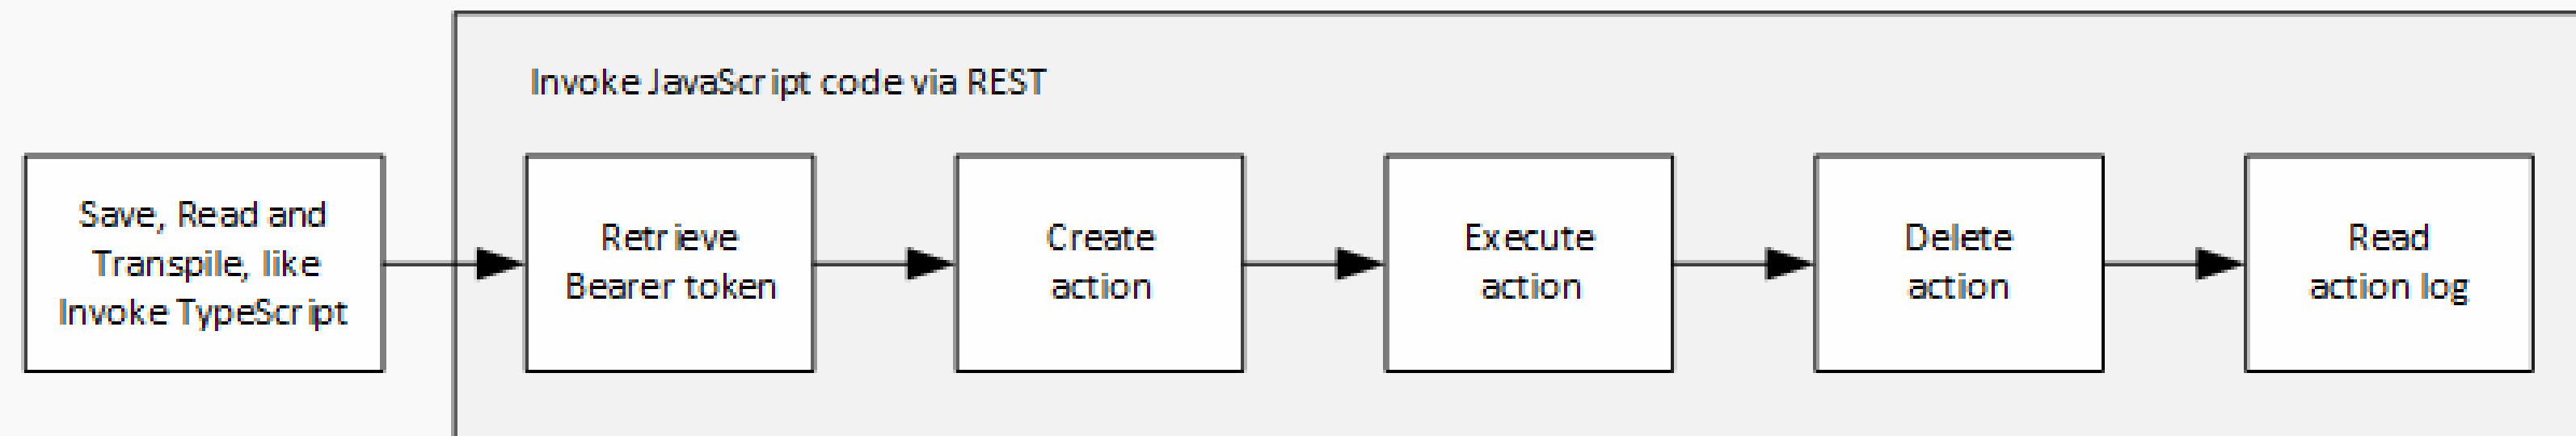 Invoke JavaScript code via REST
Save, Read and
Transpile, like
Invoke TypeScript
Retrieve
Bearer token
Create
action
Execute
action
Delete
action
Read
action log